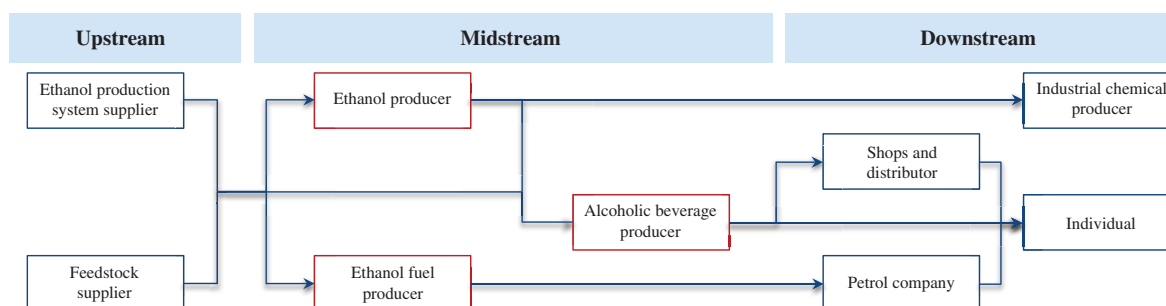 Upstream
Midstream
Downstream
Ethanol production
system supplier
Ethanol producer
Industrial chemical
producer
Shops and
distributor
Alcoholic beverage
producer
Individual
Feedstock
supplier
Ethanol fuel
producer
Petrol company